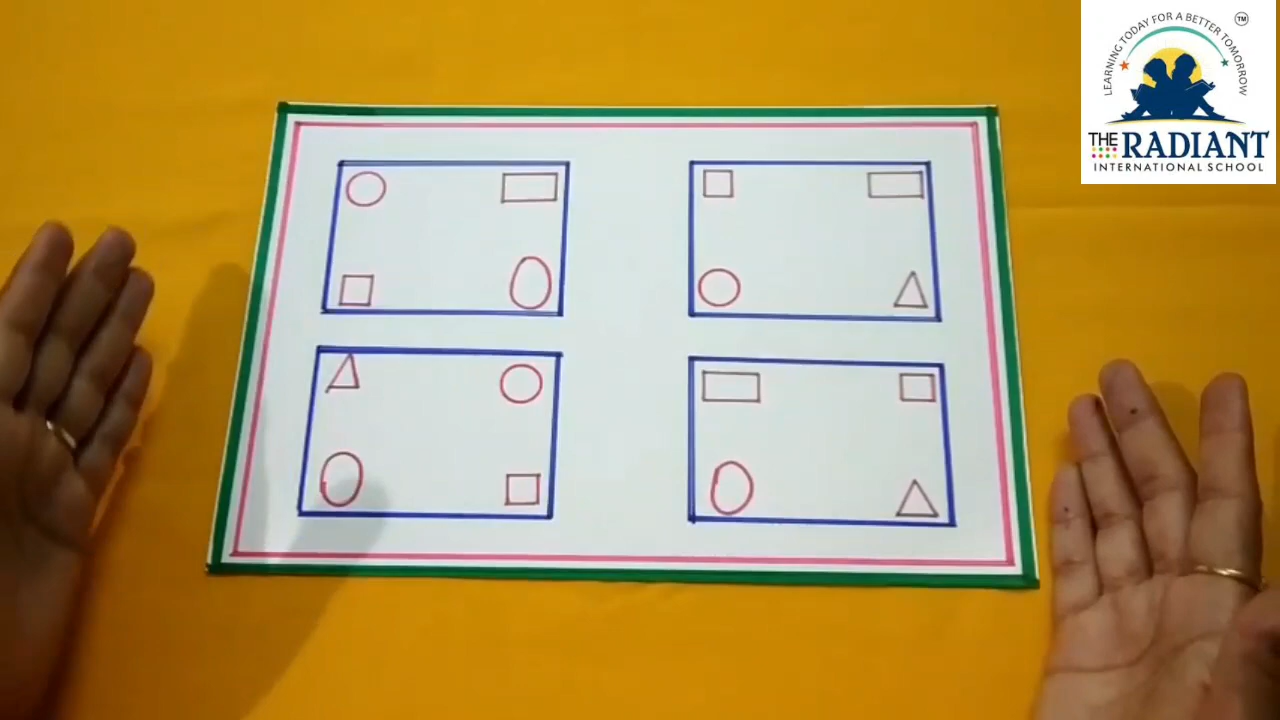 LEARNING TODAY FOR A BETTER TOMORROW
TM
THE RADIANT
INTERNATIONAL SCHOOL